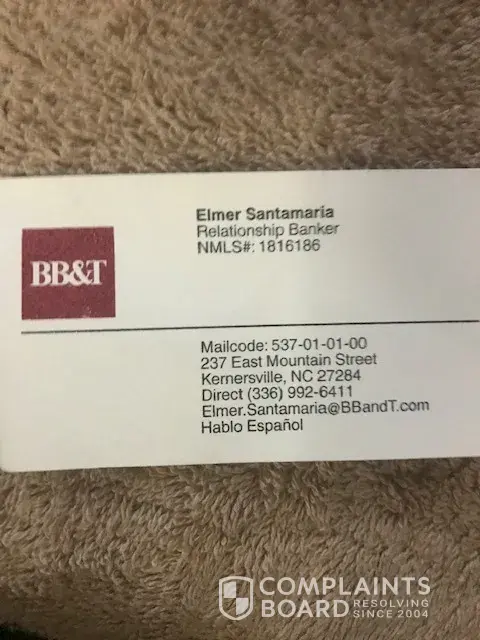 Elmer Santamaria
Relationship Banker
NMLS#: 1816186
BB&T
Mailcode: 537-01-01-00
237 East Mountain Street
Kernersville, NC 27284
Direct (336) 992-6411
Elmer.Santamaria@BBandT.com
Hablo Español
COMPLAINTS
BOARD RESOLVING
SINCE 2004